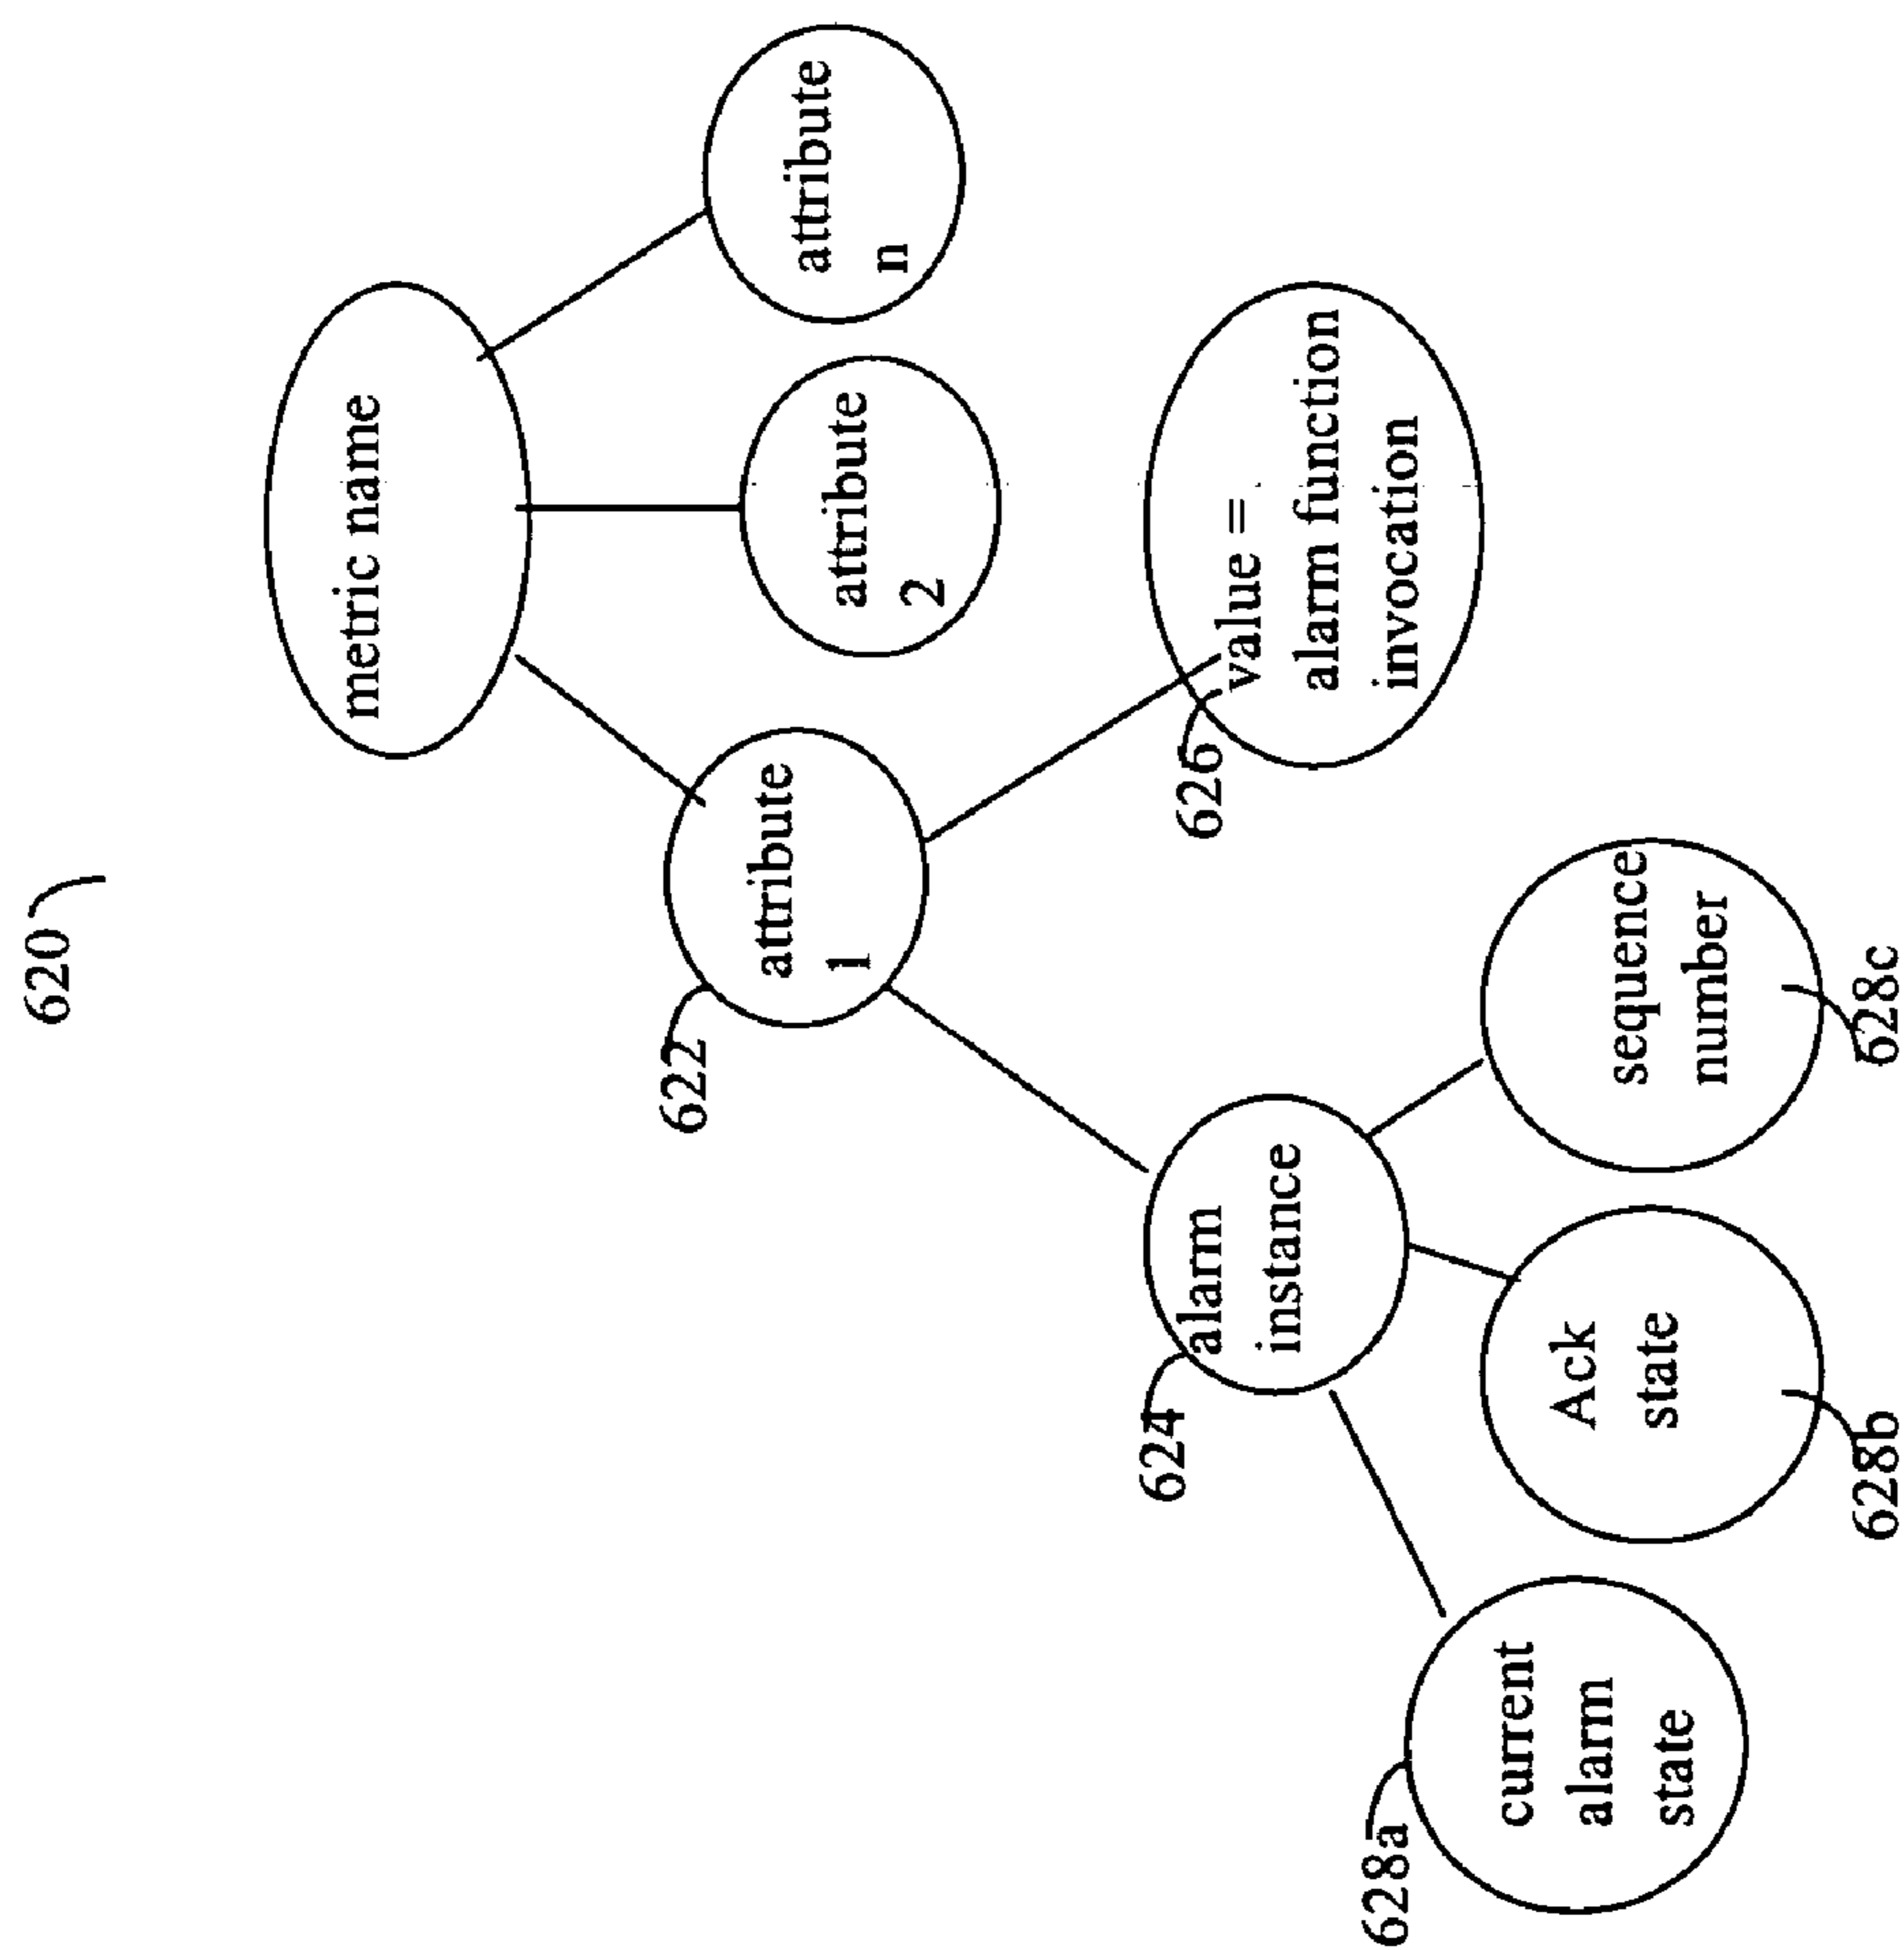 620
metric name
attribute
n
attribute
2
attribute
1
622
value =
alarm function
invocation
626
alarm
instance
624
sequence
number
628c
Ack
state
628b
current
alarm
state
628a